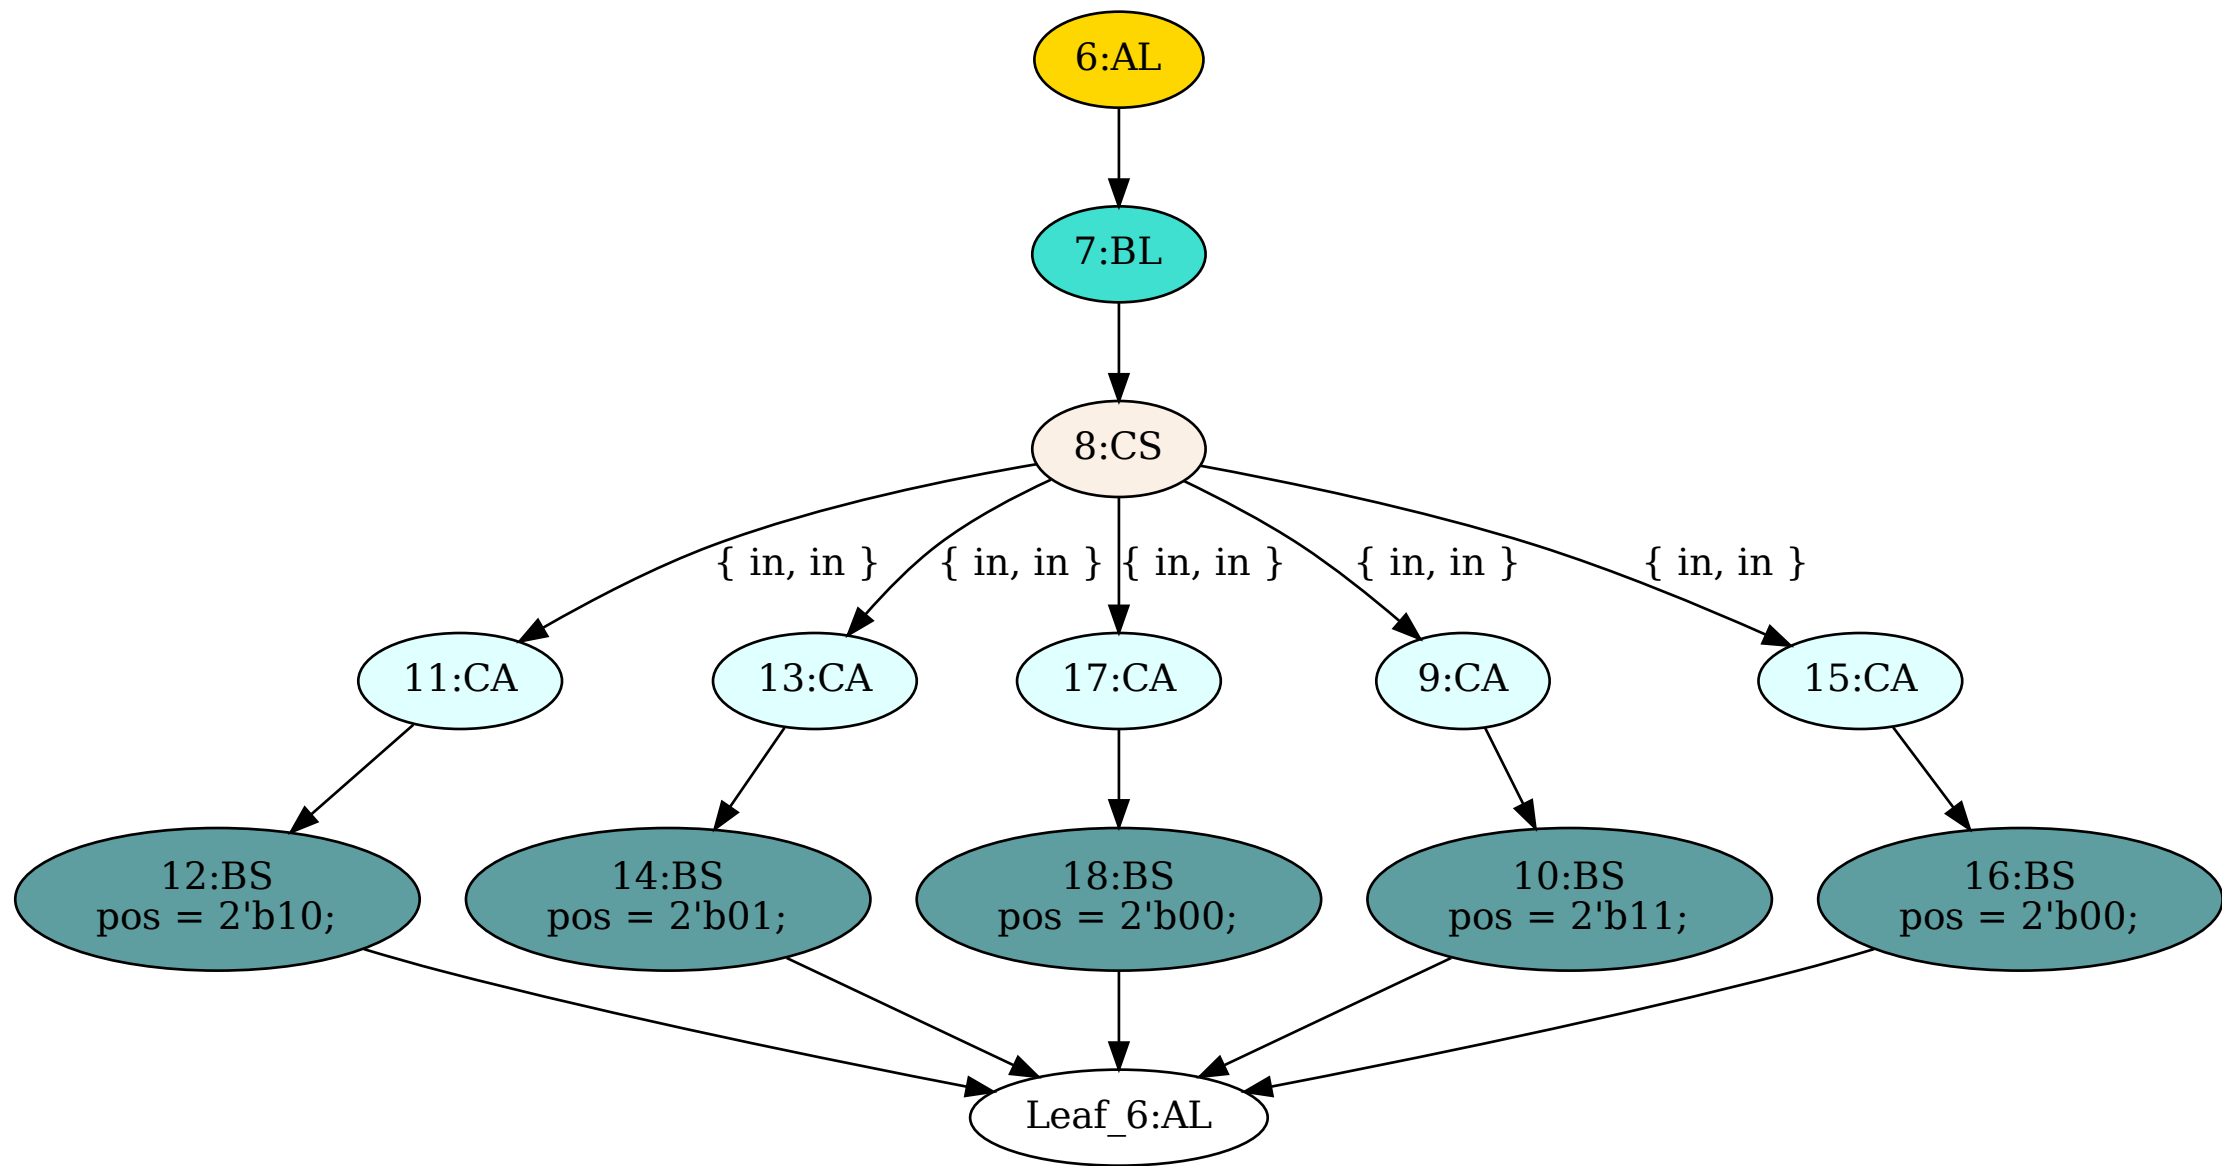 6:AL
7:BL
8:CS
{ in, in }
{ in, in }
{ in, in }
{ in, in }
{ in, in }
11:CA
13:CA
17:CA
9:CA
15:CA
12:BS
pos = 2'b10;
14:BS
pos = 2'b01;
18:BS
pos = 2'b00;
10:BS
pos = 2'b11;
16:BS
pos = 2'b00;
Leaf_6:AL